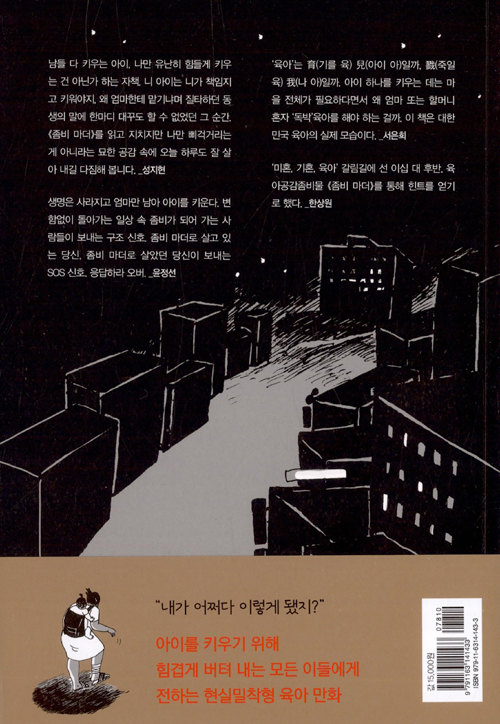 남들 다 키우는 아이, 나만 유난히 힘들게 키우
는 건 아닌가 하는 자책. 니 아이는 니가 책임지
고 키워야지, 왜 엄마한테 맡기냐며 질타하던 동
생의 말에 한마디 대꾸도 할 수 없었던 그 순간.
《좀비 마더》를 읽고 지치지만 나만 삐걱거리는
게 아니라는 묘한 공감 속에 오늘 하루도 잘 살
아 내길 다짐해 봅니다. _성지현
생명은 사라지고 엄마만 남아 아이를 키운다. 변
함없이 돌아가는 일상 속 좀비가 되어 가는 사
람들이 보내는 구조 신호. 좀비 마더로 살고 있
는 당신, 좀비 마더로 살았던 당신이 보내는
SOS 신호. 응답하라 오버. _윤정선
‘육아’는 育(기를 육) 兒(아이 아)일까, 戮(죽일
육) 我(나 아)일까. 아이 하나를 키우는 데는 마
을 전체가 필요하다면서 왜 엄마 또는 할머니
혼자 ‘독박’육아를 해야 하는 걸까. 이 책은 대한
민국 육아의 실제 모습이다. _서은희
‘미혼, 기혼, 육아’ 갈림길에 선 이십 대 후반. 육
아공감좀비물 《좀비 마더》를 통해 힌트를 얻기
로 했다. _한상원
“내가 어쩌다 이렇게 됐지?”
아이를 키우기 위해
힘겹게 버텨 내는 모든 이들에게
전하는 현실밀착형 육아 만화
값 15,000원
9 791163 141433
07810
ISBN 979-11-6314-143-3